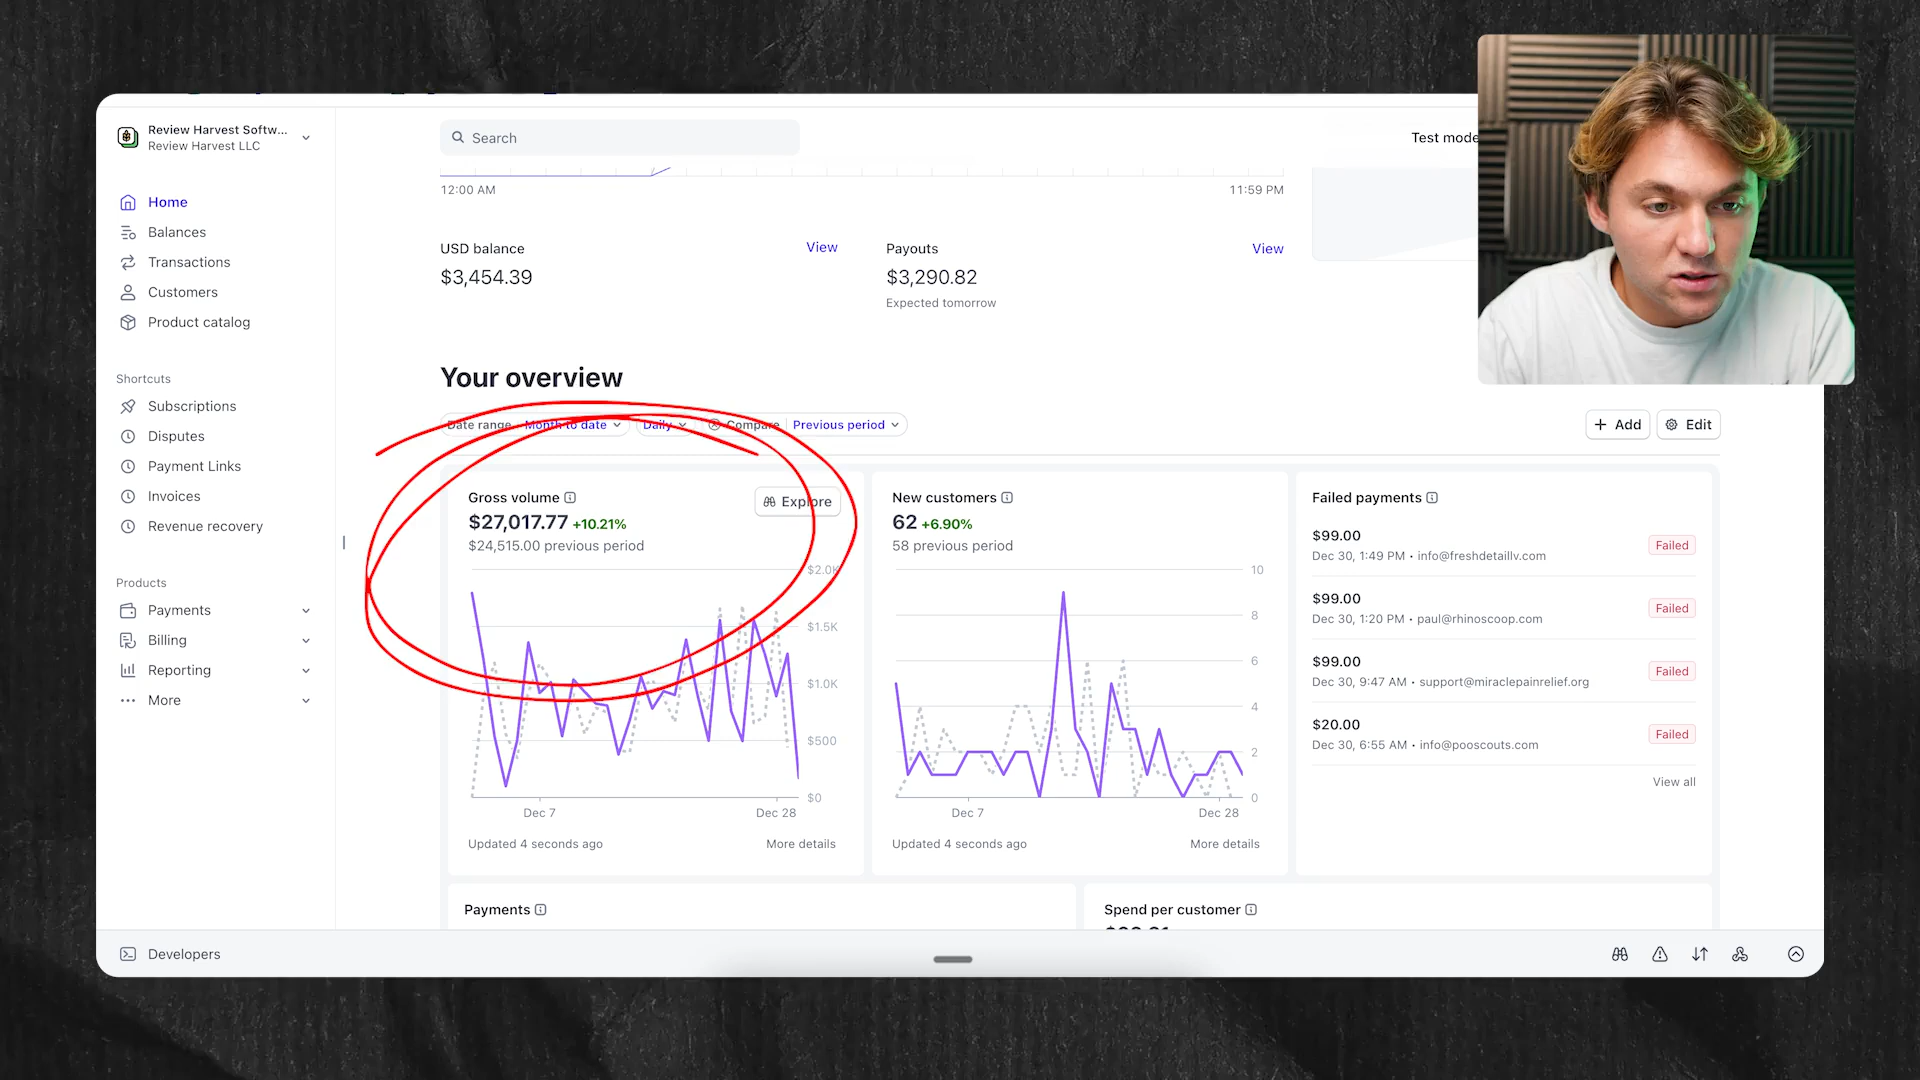 Review Harvest Softw...
Review Harvest LLC
Search
Test mode
Home
Balances
Transactions
Customers
Product catalog
Shortcuts
Subscriptions
Disputes
Payment Links
Invoices
Revenue recovery
Products
Payments
Billing
Reporting
More
Developers
12:00 AM
11:59 PM
USD balance
View
$3,454.39
Payouts
View
$3,290.82
Expected tomorrow
Your overview
Date range Month to date
Daily
Compare Previous period
+ Add
Edit
Gross volume
Explore
$27,017.77 +10.21%
$24,515.00 previous period
$2.0K
$1.5K
$1.0K
$500
$0
Dec 7
Dec 28
Updated 4 seconds ago
More details
New customers
62 +6.90%
58 previous period
10
8
6
4
2
0
Dec 7
Dec 28
Updated 4 seconds ago
More details
Failed payments
$99.00
Dec 30, 1:49 PM • info@freshdetaillv.com
Failed
$99.00
Dec 30, 1:20 PM • paul@rhinoscoop.com
Failed
$99.00
Dec 30, 9:47 AM • support@miraclepainrelief.org
Failed
$20.00
Dec 30, 6:55 AM • info@pooscouts.com
Failed
View all
Payments
Spend per customer